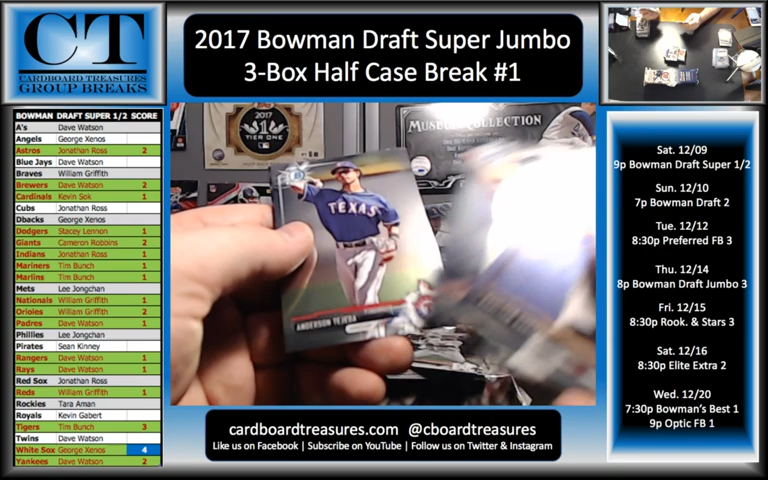 CT
CARDBOARD TREASURES
GROUP BREAKS
2017 Bowman Draft Super Jumbo
3-Box Half Case Break #1
BOWMAN DRAFT SUPER 1/2 SCORE
A's Dave Watson
Angels George Xenos
Astros Jonathan Ross 2
Blue Jays Dave Watson
Braves William Griffith
Brewers Dave Watson 2
Cardinals Kevin Sok 1
Cubs Jonathan Ross
Dbacks George Xenos
Dodgers Stacey Lennon 1
Giants Cameron Robbins 2
Indians Jonathan Ross 1
Mariners Tim Bunch 1
Marlins Tim Bunch 1
Mets Lee Jongchan
Nationals William Griffith 1
Orioles William Griffith 2
Padres Dave Watson 1
Phillies Lee Jongchan
Pirates Sean Kinney
Rangers Dave Watson 1
Rays Dave Watson 1
Red Sox Jonathan Ross
Reds William Griffith 1
Rockies Tara Aman
Royals Kevin Gabert
Tigers Tim Bunch 3
Twins Dave Watson
White Sox George Xenos 4
Yankees Dave Watson 2
2017
1
TIER ONE
MUSEUM COLLECTION
TEXAS
ANDERSON TEJEDA
Sat. 12/09
9p Bowman Draft Super 1/2
Sun. 12/10
7p Bowman Draft 2
Tue. 12/12
8:30p Preferred FB 3
Thu. 12/14
8p Bowman Draft Jumbo 3
Fri. 12/15
8:30p Rook. & Stars 3
Sat. 12/16
8:30p Elite Extra 2
Wed. 12/20
7:30p Bowman's Best 1
9p Optic FB 1
cardboardtreasures.com @cboardtreasures
Like us on Facebook | Subscribe on YouTube | Follow us on Twitter & Instagram